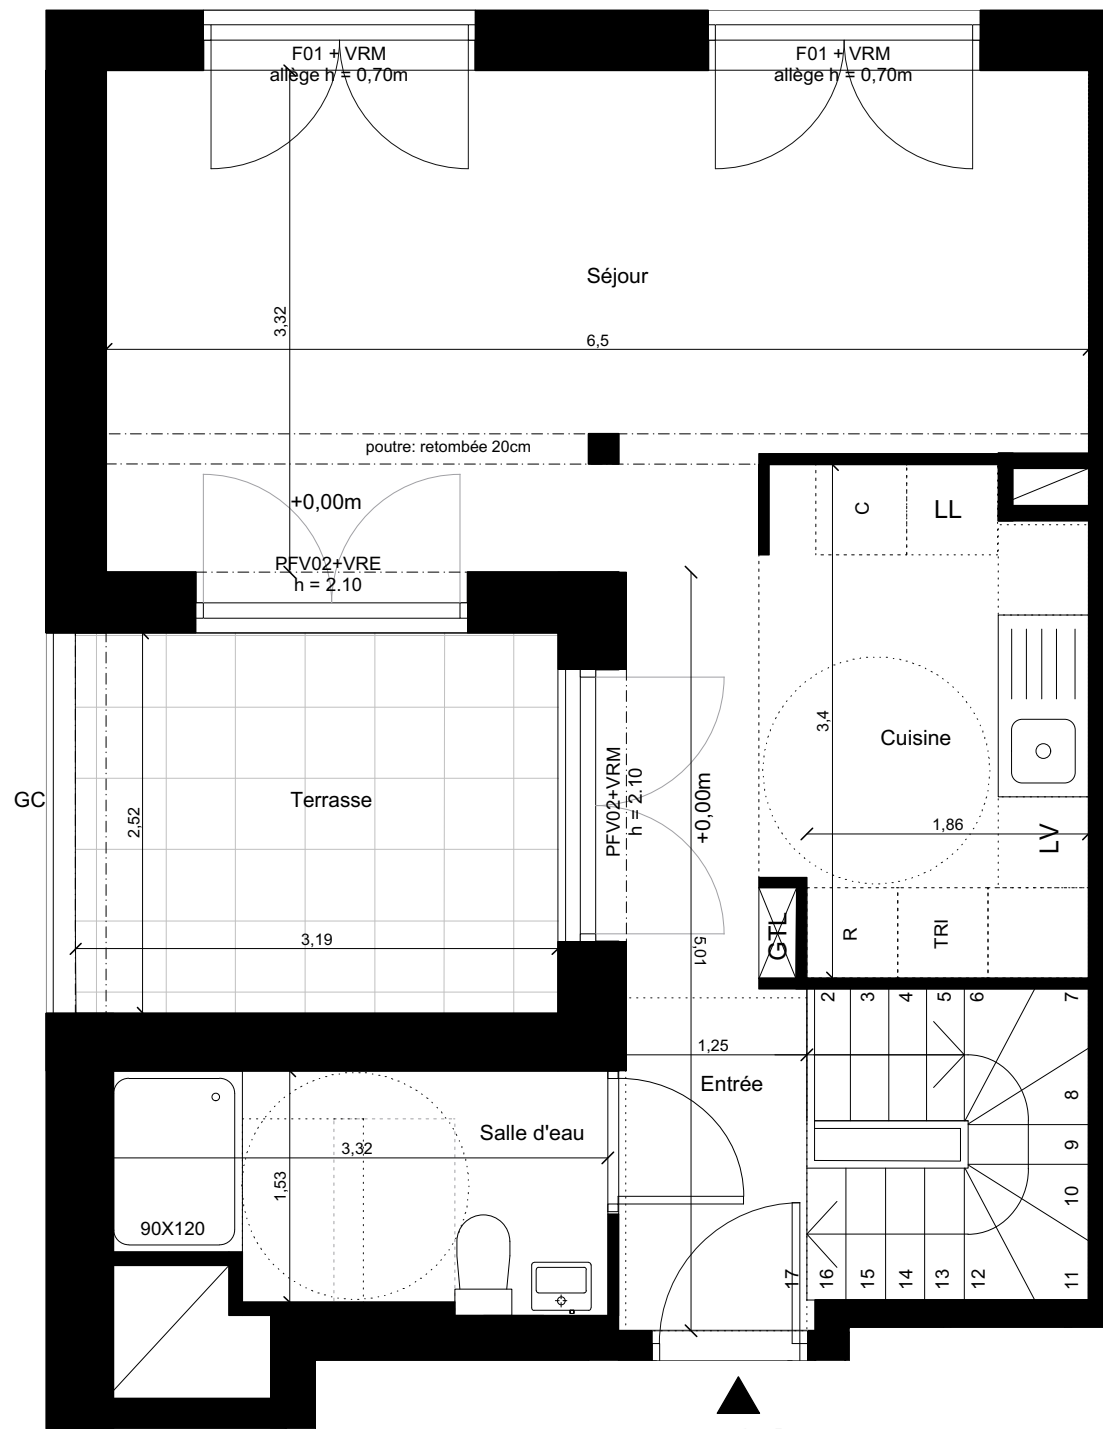 F01 + VRM
allège h = 0,70m
F01 + VRM
allège h = 0,70m
Séjour
3,32
6,5
poutre: retombée 20cm
+0,00m
PFV02+VRE
h = 2.10
C
LL
GC
Terrasse
2,52
3,19
PFV02+VRM
h = 2.10
+0,00m
5,01
3,4
Cuisine
1,86
LV
GTL
R
TRI
2
3
4
5
6
7
8
9
10
11
12
13
14
15
16
17
1,25
Entrée
Salle d'eau
3,32
1,53
90X120